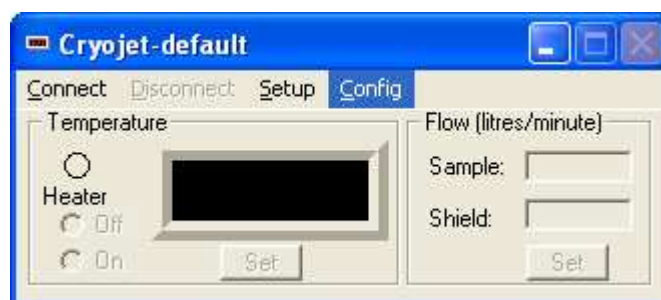 Cryojet-default
Connect Disconnect Setup Config
Temperature Flow (litres/minute)
Sample:
Heater
Off Shield:
On Set Set